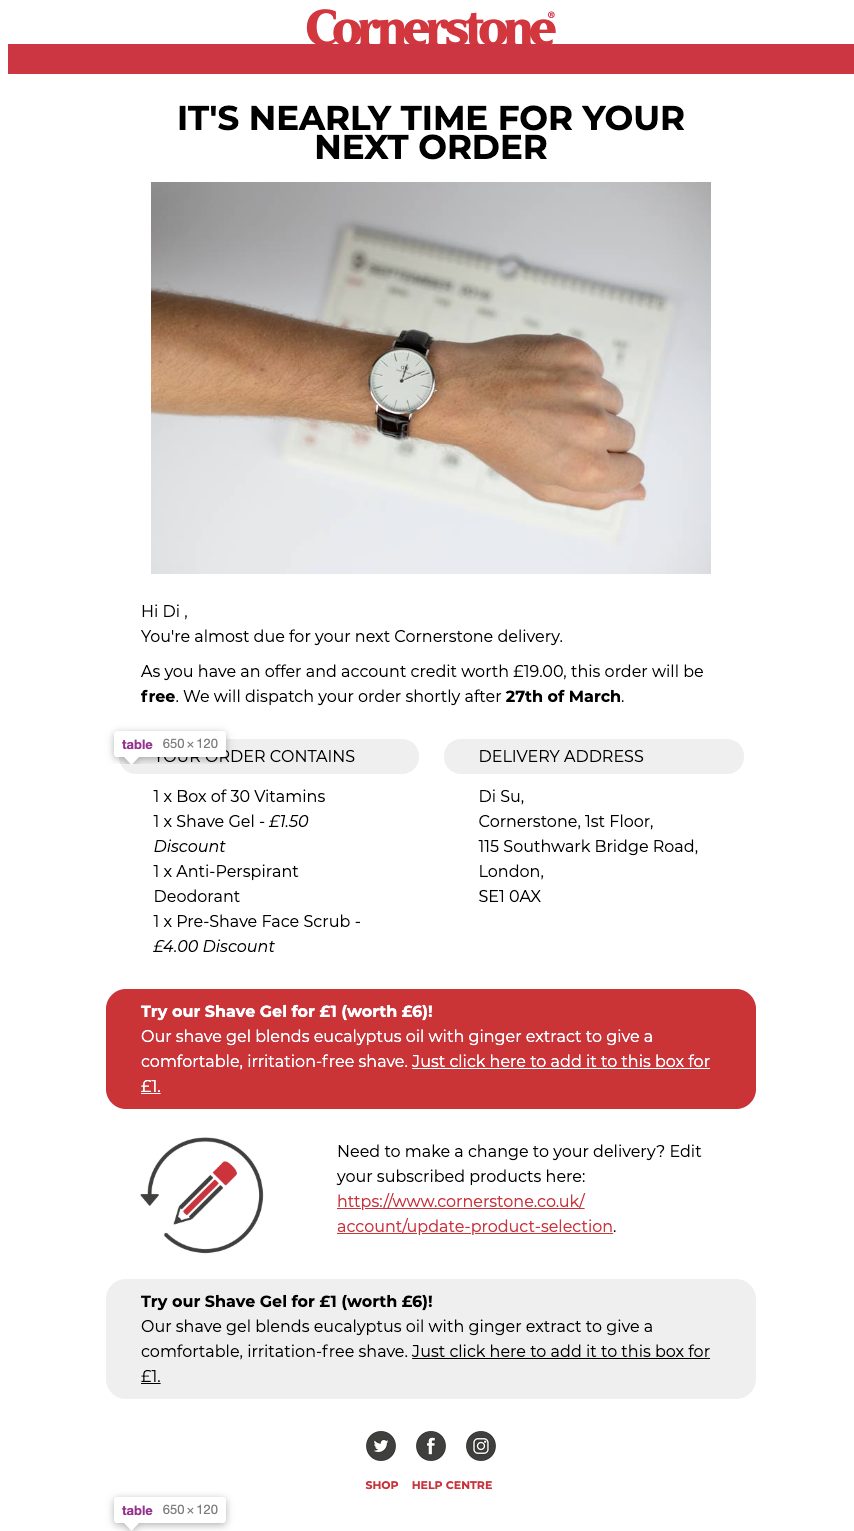 Cornerstone®
IT'S NEARLY TIME FOR YOUR
NEXT ORDER
SEPTEMBER
Hi Di ,
You're almost due for your next Cornerstone delivery.
As you have an offer and account credit worth £19.00, this order will be
free. We will dispatch your order shortly after 27th of March.
table 650 × 120
YOUR ORDER CONTAINS
1 x Box of 30 Vitamins
1 x Shave Gel - £1.50
Discount
1 x Anti-Perspirant
Deodorant
1 x Pre-Shave Face Scrub -
£4.00 Discount
DELIVERY ADDRESS
Di Su,
Cornerstone, 1st Floor,
115 Southwark Bridge Road,
London,
SE1 0AX
Try our Shave Gel for £1 (worth £6)!
Our shave gel blends eucalyptus oil with ginger extract to give a
comfortable, irritation-free shave. Just click here to add it to this box for
£1.
Need to make a change to your delivery? Edit
your subscribed products here:
https://www.cornerstone.co.uk/
account/update-product-selection.
Try our Shave Gel for £1 (worth £6)!
Our shave gel blends eucalyptus oil with ginger extract to give a
comfortable, irritation-free shave. Just click here to add it to this box for
£1.
SHOP HELP CENTRE
table 650 × 120